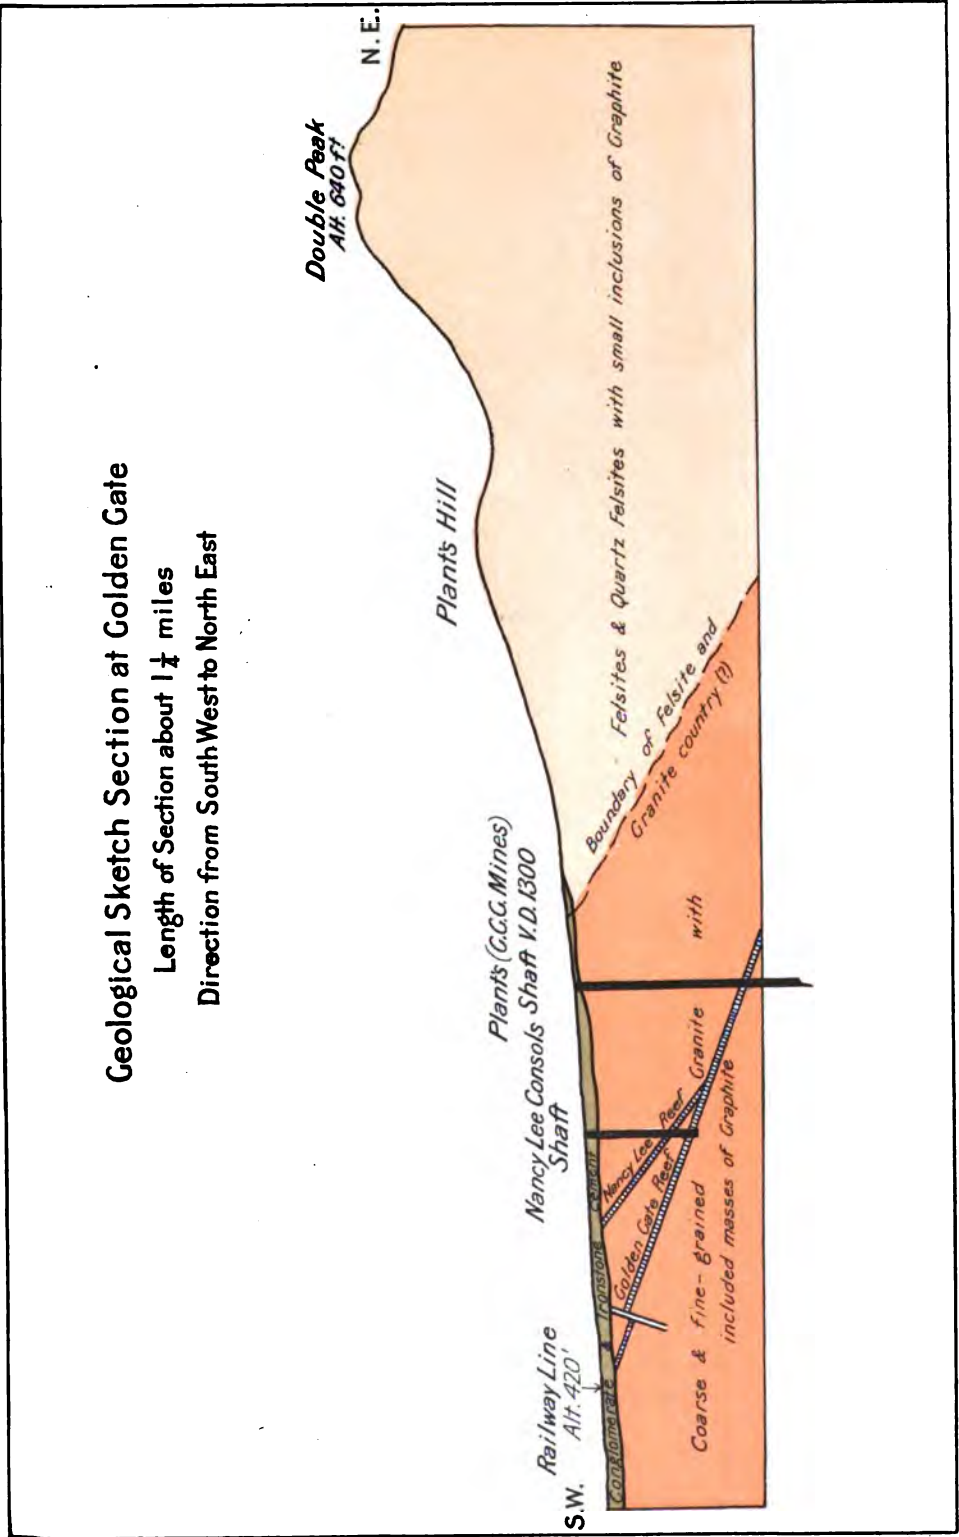 Geological Sketch Section at Golden Gate
Length of Section about 1¼ miles
Direction from South West to North East
S.W.
Railway Line
Alt. 420'
Plant's (G.G.G. Mines)
Nancy Lee Consols Shaft V.D. 1300
Shaft
Plant's Hill
Double Peak
Alt. 640 ft
N.E.
Conglomerate & Ironstone Cement
Nancy Lee Reef
Golden Gate Reef
Boundary of Felsite and
Granite country (?)
Felsites & Quartz Felsites with small inclusions of Graphite
Coarse & fine-grained Granite with
included masses of Graphite